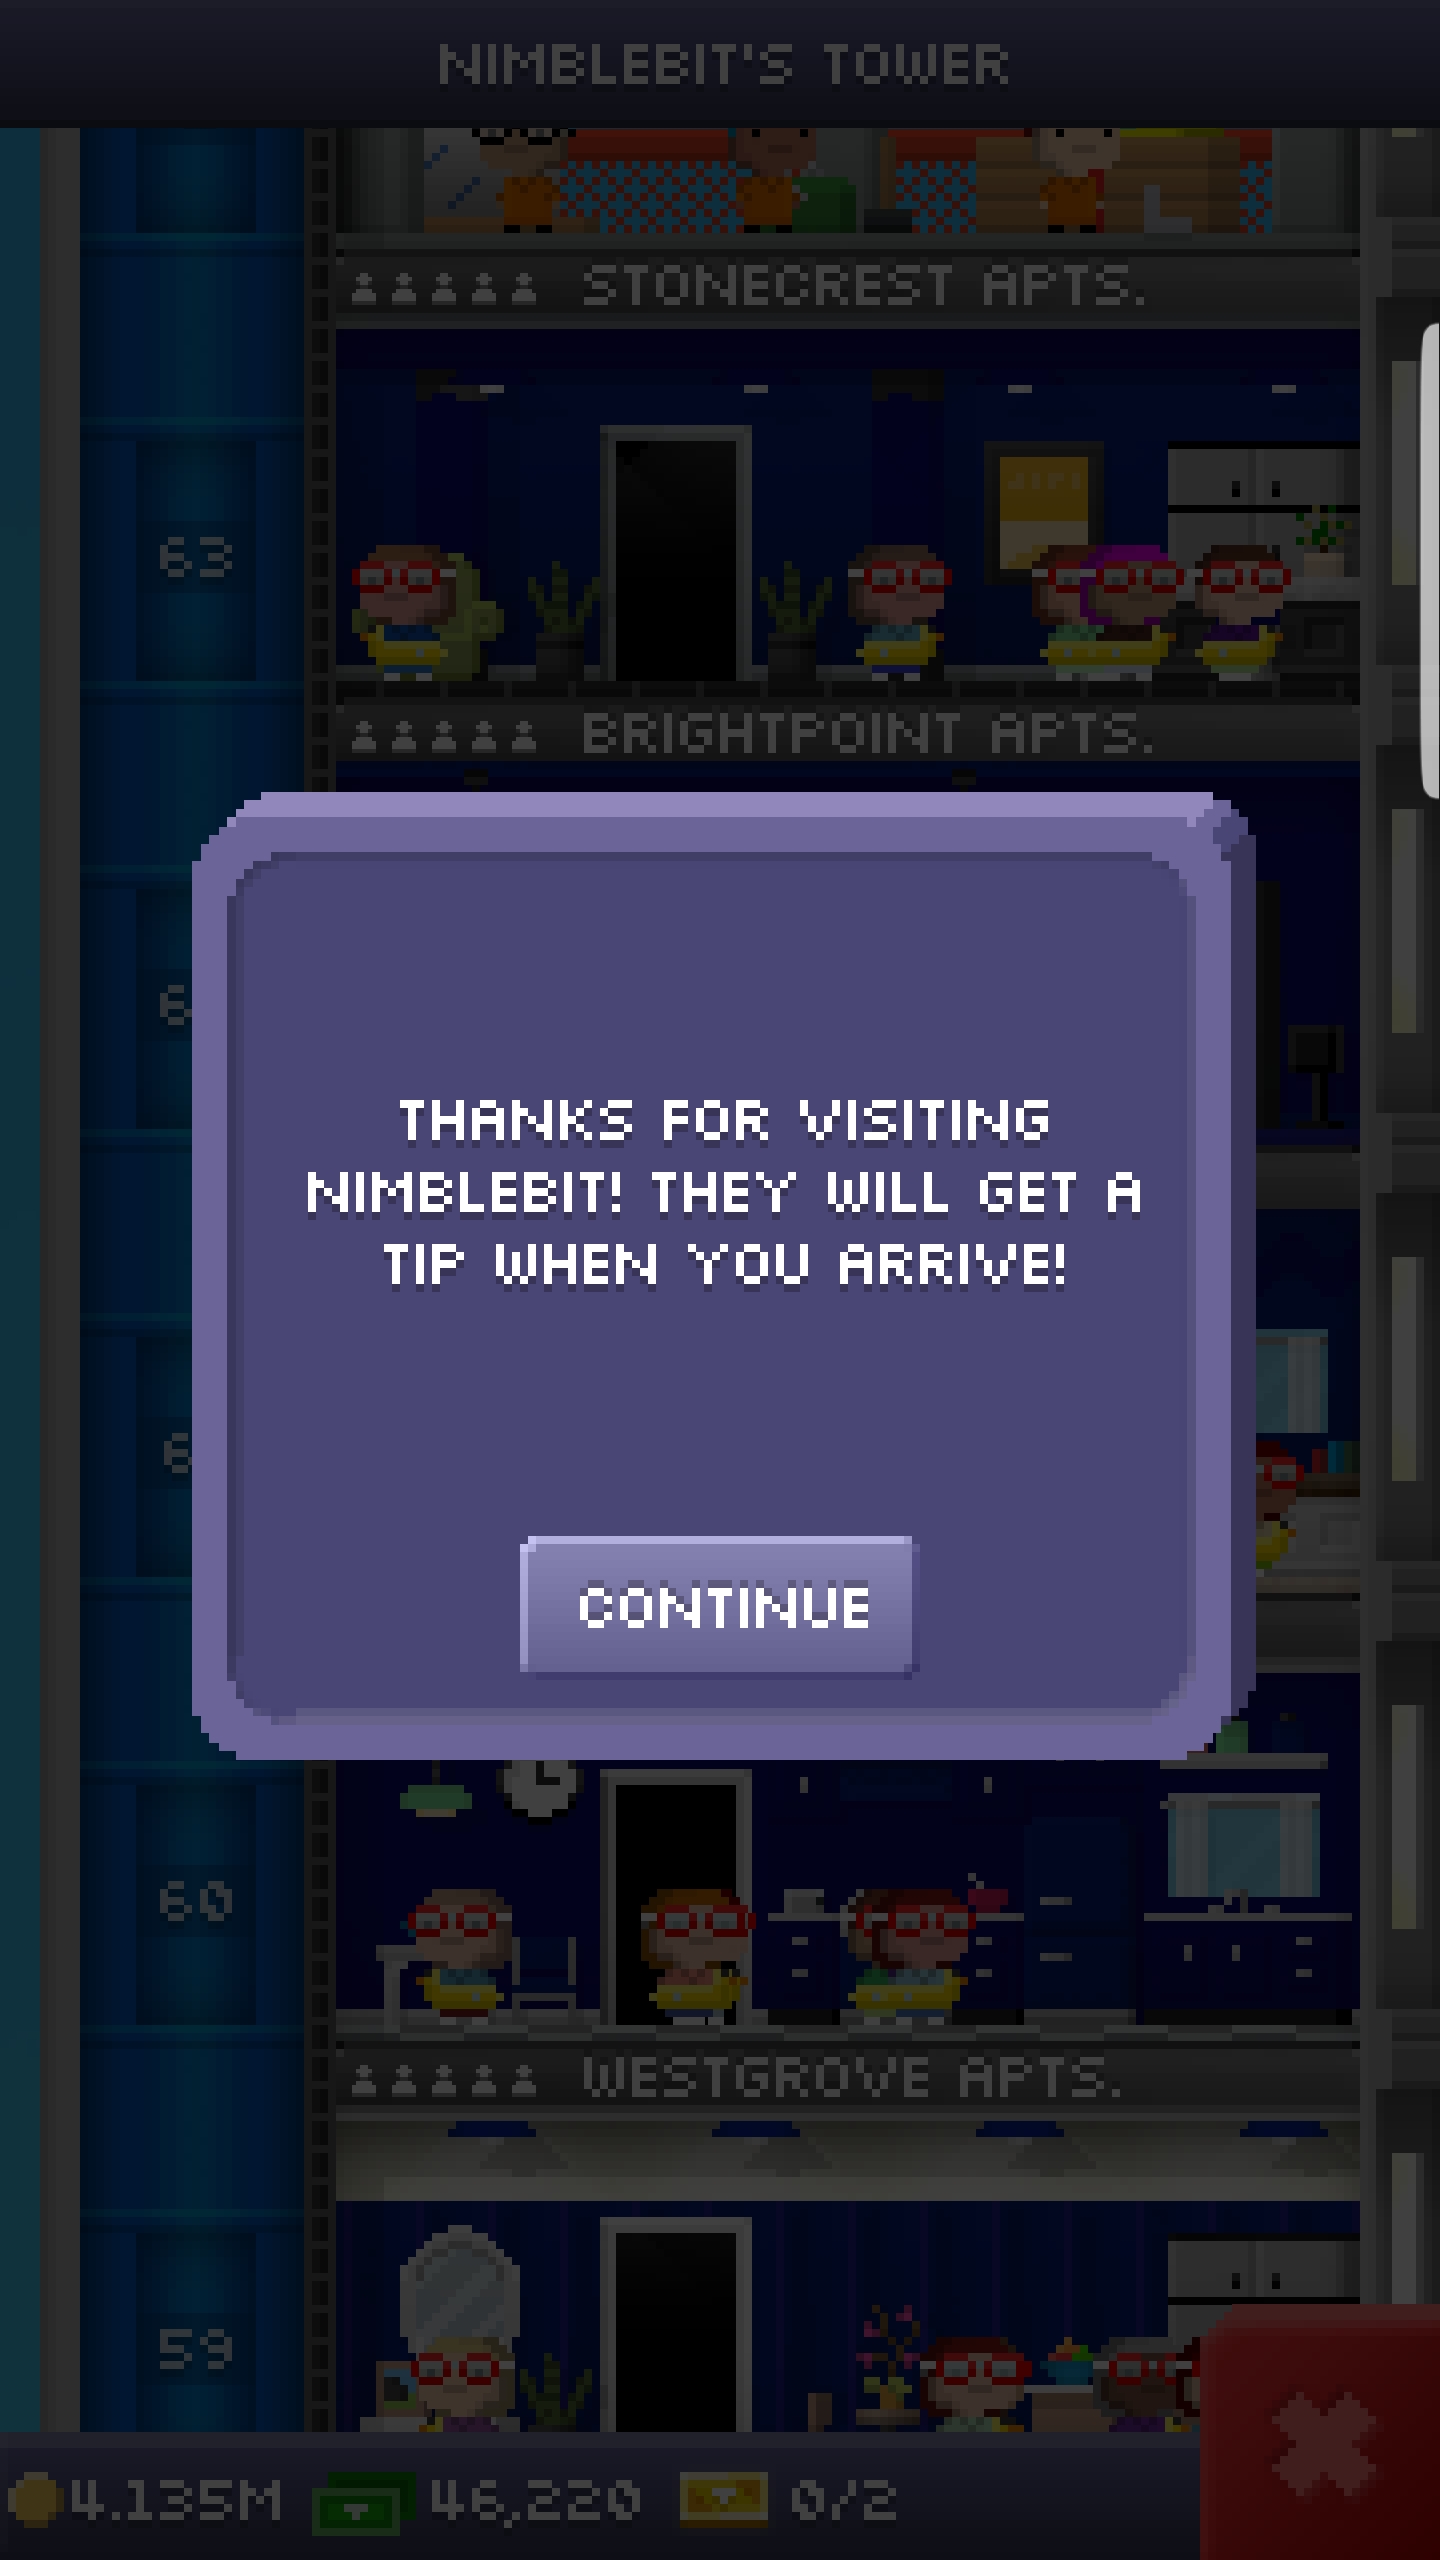 NIMBLEBIT'S TOWER
STONECREST APTS.
63
BRIGHTPOINT APTS.
THANKS FOR VISITING
NIMBLEBIT! THEY WILL GET A
TIP WHEN YOU ARRIVE!
CONTINUE
60
WESTGROVE APTS.
59
4.135M 46,220 0/2